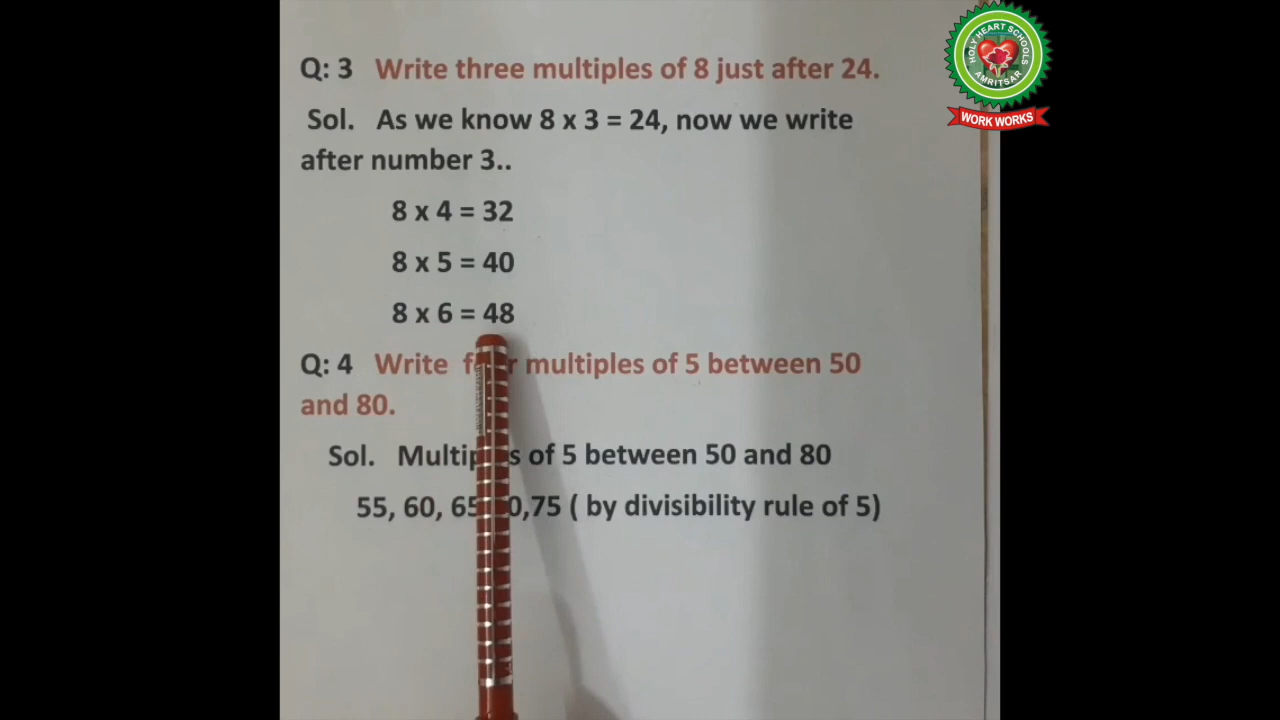 HOLY HEART SCHOOLS
AMRITSAR
WORK WORKS
Q: 3 Write three multiples of 8 just after 24.
Sol. As we know 8 x 3 = 24, now we write
after number 3..
8 x 4 = 32
8 x 5 = 40
8 x 6 = 48
Q: 4 Write multiples of 5 between 50
and 80.
Sol. of 5 between 50 and 80
55, 60, 65 ,75 ( by divisibility rule of 5)